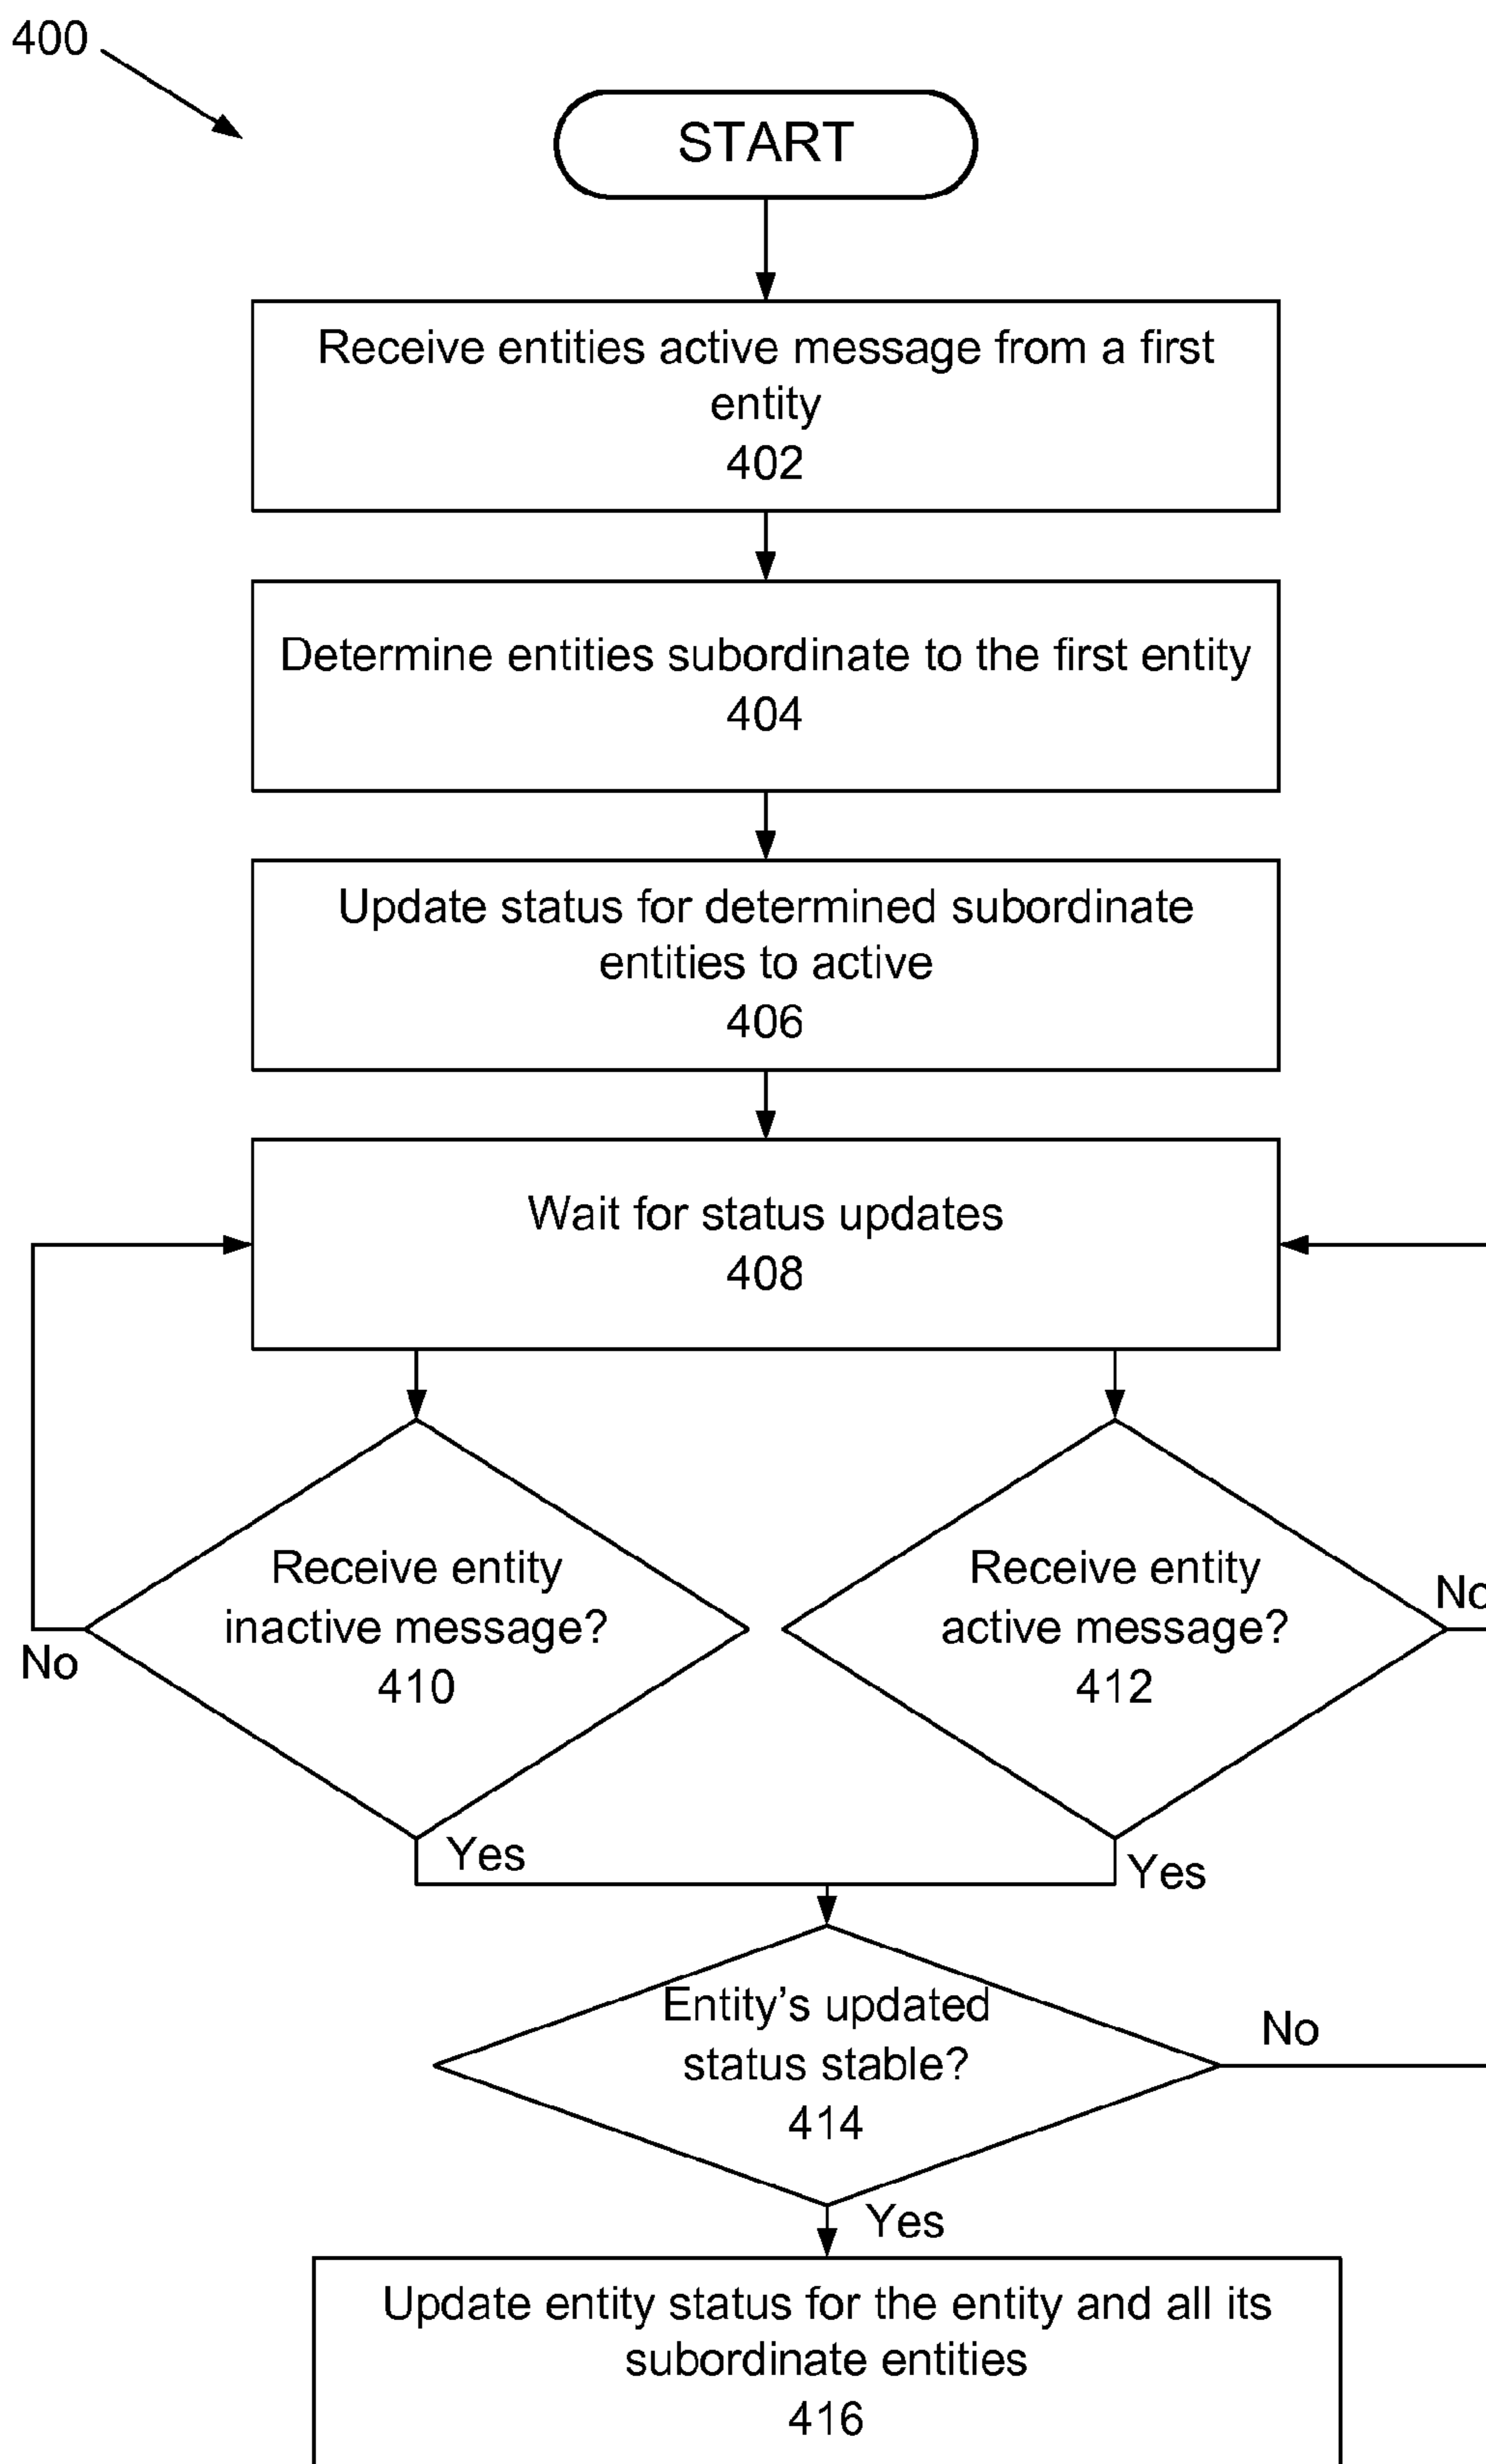 400
START
Receive entities active message from a first
entity
402
Determine entities subordinate to the first entity
404
Update status for determined subordinate
entities to active
406
Wait for status updates
408
Receive entity
inactive message?
410
No
Receive entity
active message?
412
No
Yes
Yes
Entity's updated
status stable?
414
No
Yes
Update entity status for the entity and all its
subordinate entities
416